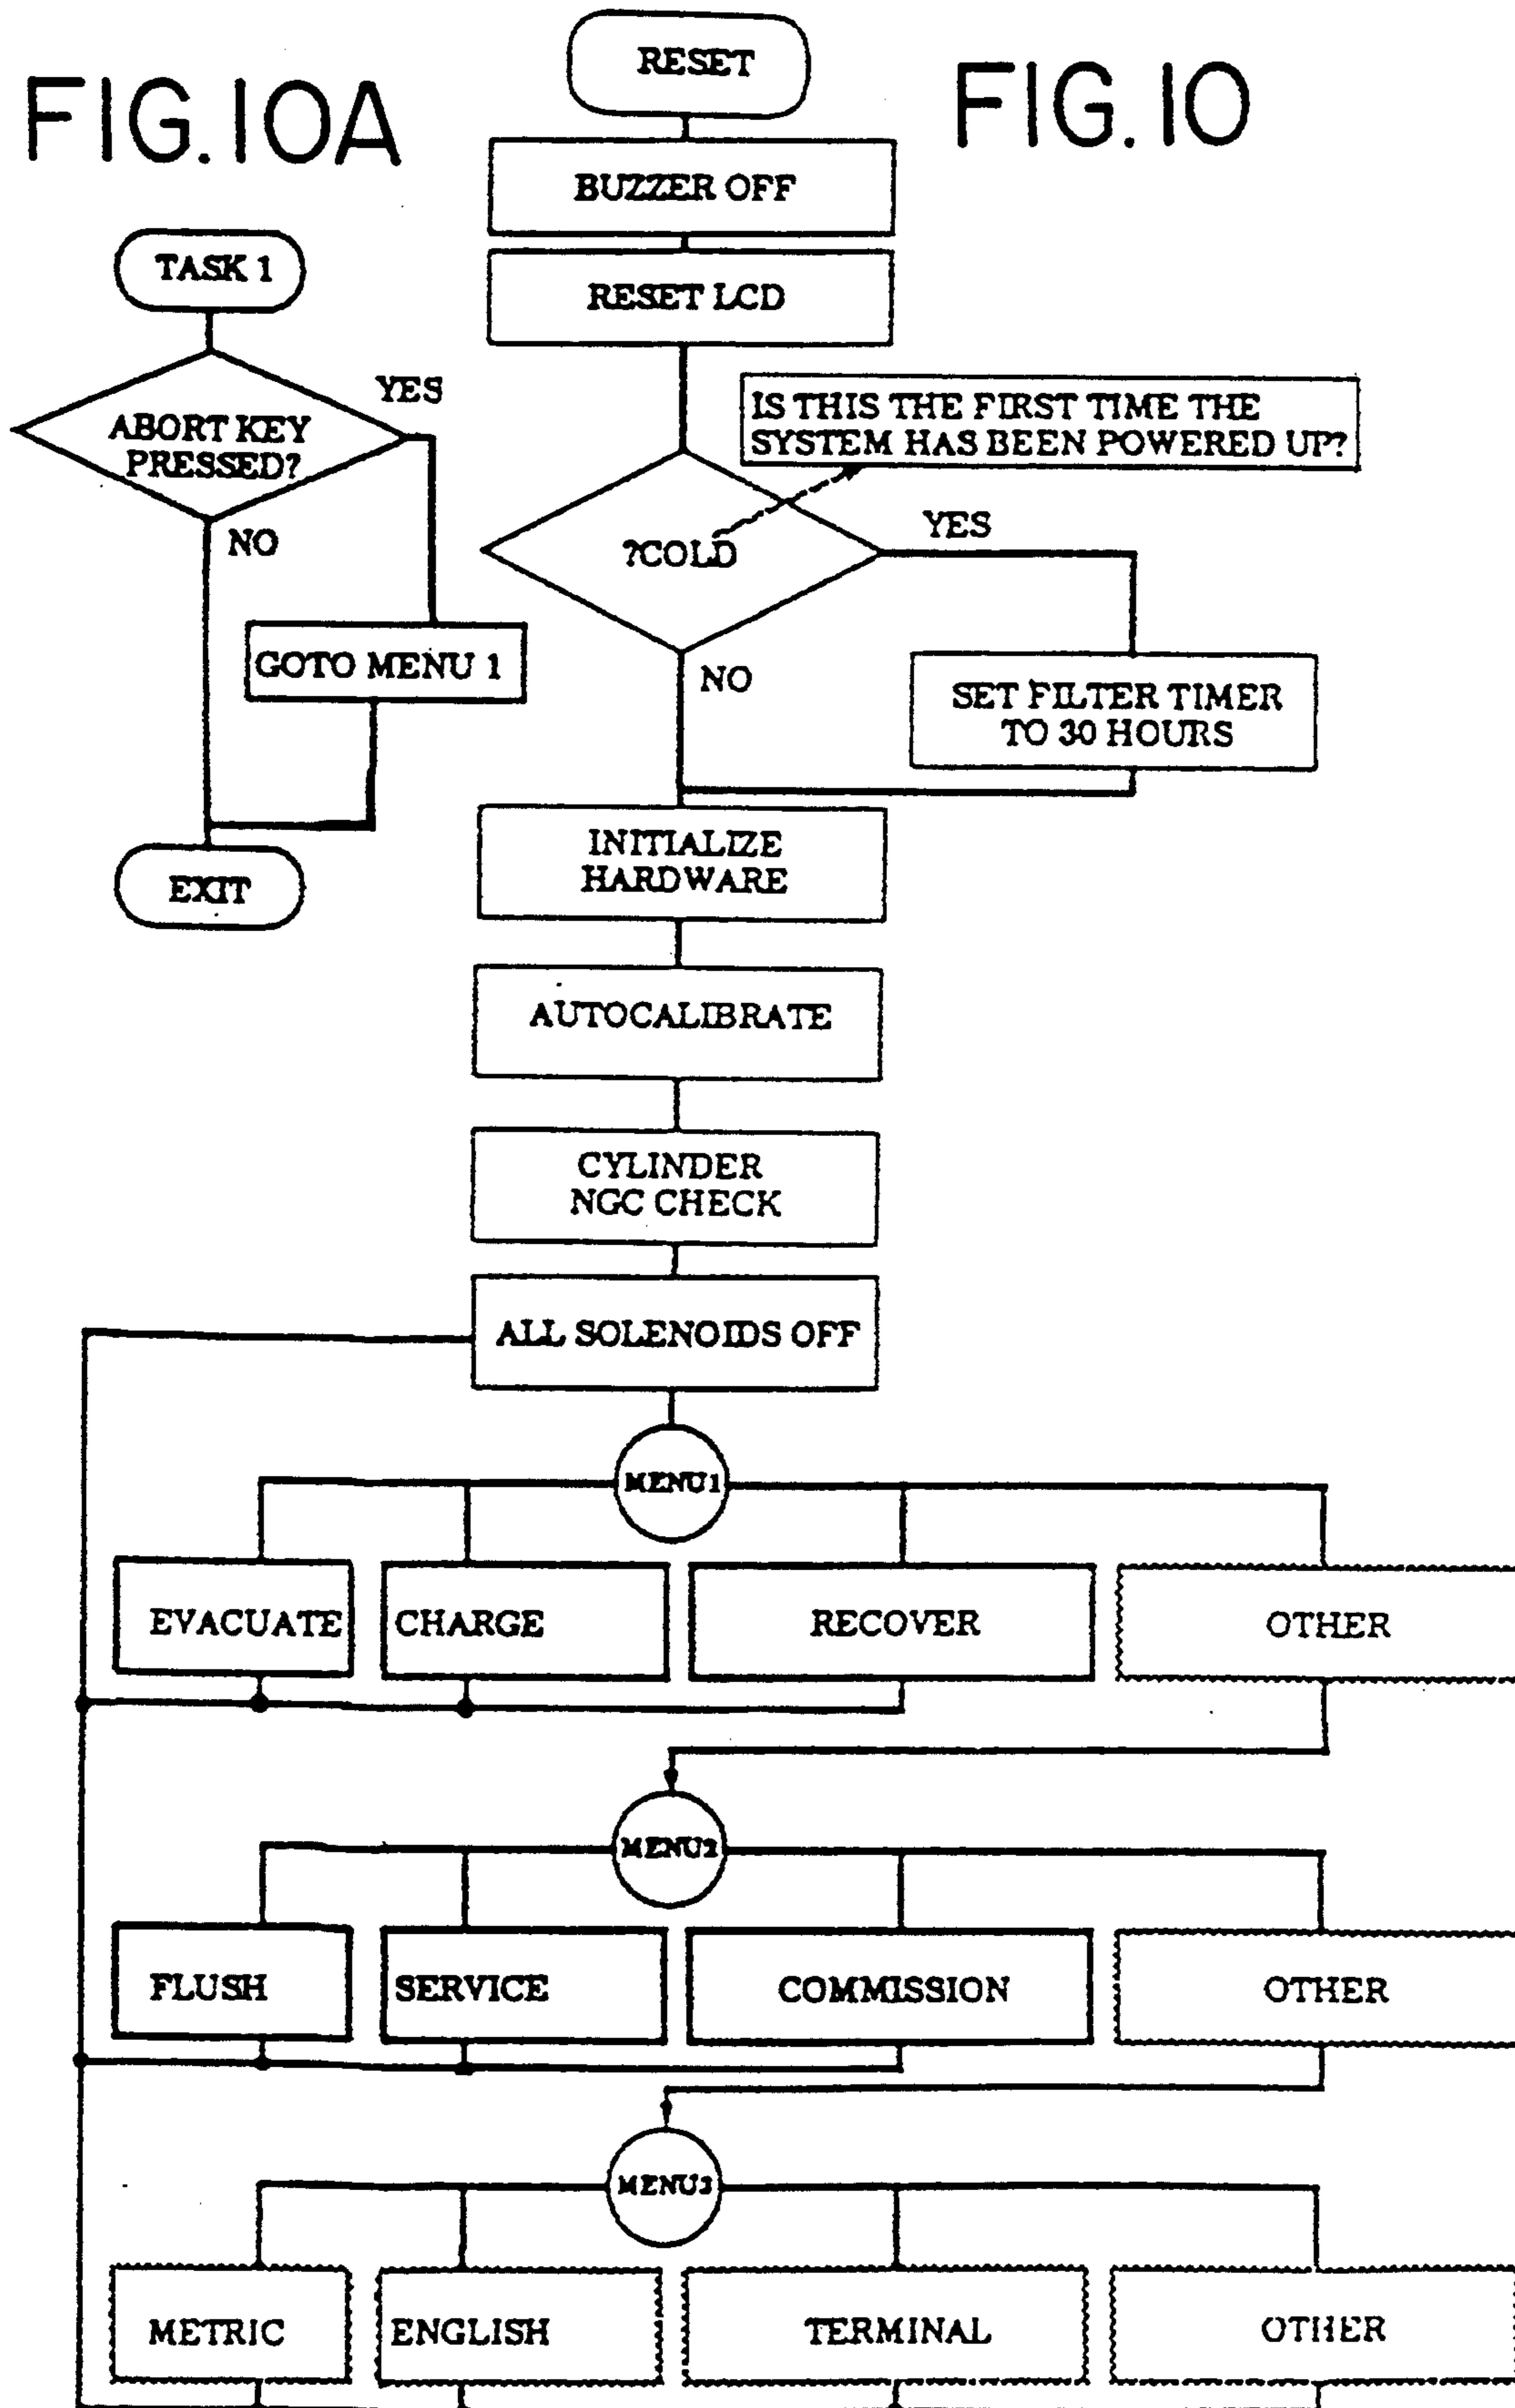 FIG. 10A
FIG. 10
TASK 1
ABORT KEY
PRESSED?
YES
NO
GOTO MENU 1
EXIT
RESET
BUZZER OFF
RESET LCD
IS THIS THE FIRST TIME THE
SYSTEM HAS BEEN POWERED UP?
?COLD
YES
NO
SET FILTER TIMER
TO 30 HOURS
INITIALIZE
HARDWARE
AUTOCALIBRATE
CYLINDER
NGC CHECK
ALL SOLENOIDS OFF
MENU1
EVACUATE
CHARGE
RECOVER
OTHER
MENU2
FLUSH
SERVICE
COMMISSION
OTHER
MENU3
METRIC
ENGLISH
TERMINAL
OTHER